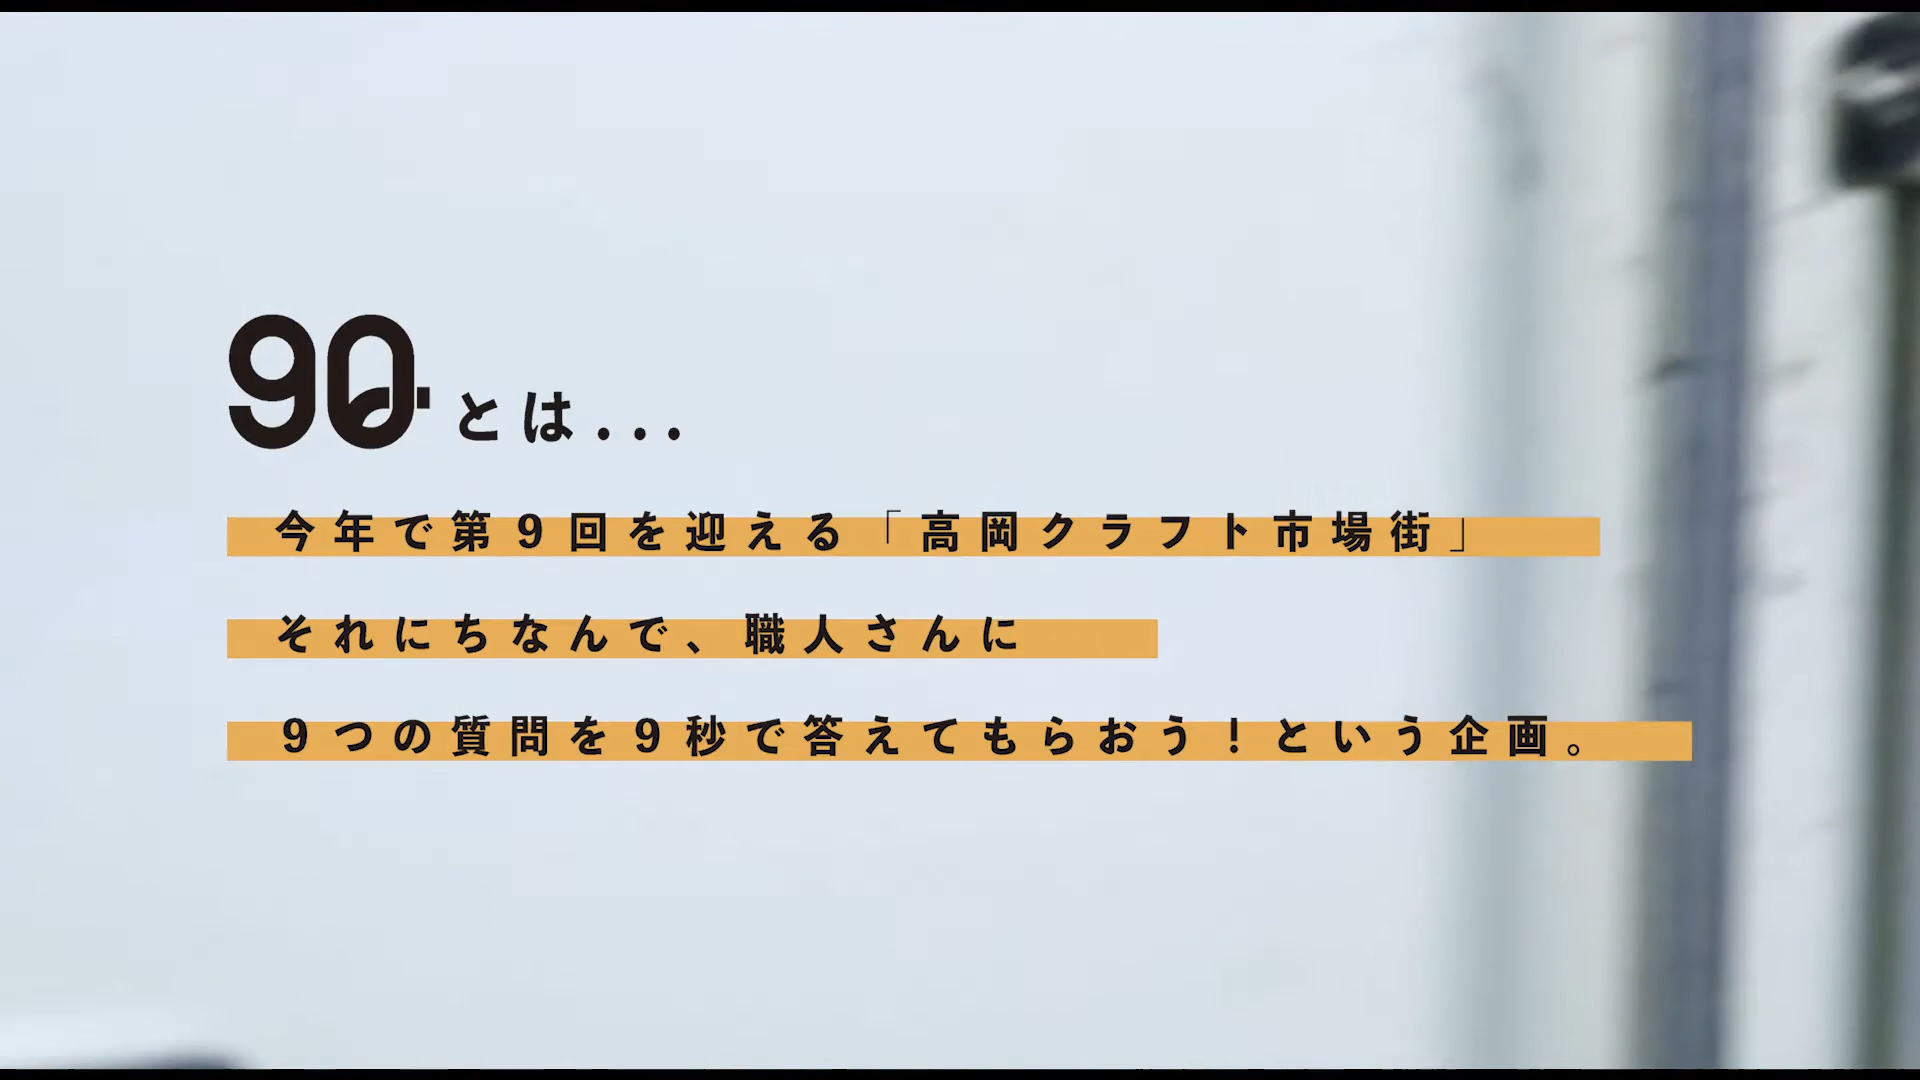 90とは...
今年で第9回を迎える「高岡クラフト市場街」
それにちなんで、職人さんに
9つの質問を9秒で答えてもらおう！という企画。